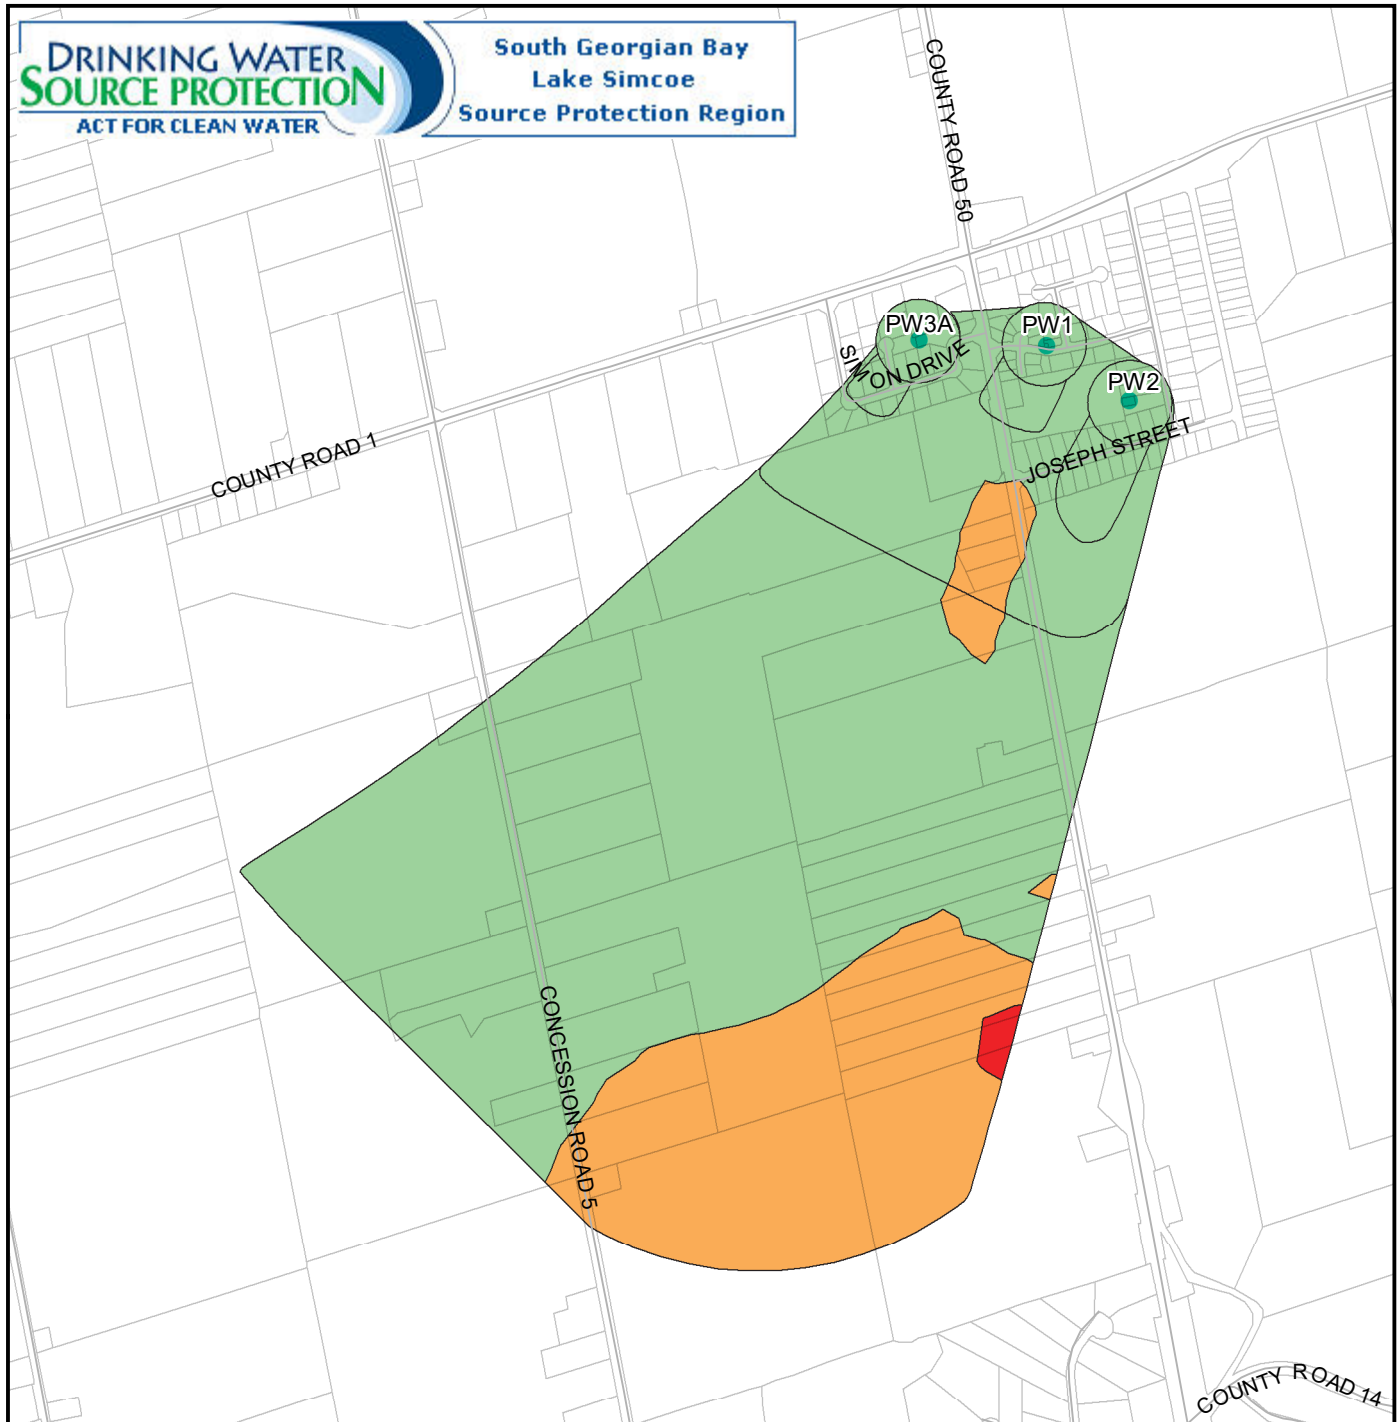 DRINKING WATER
SOURCE PROTECTION
ACT FOR CLEAN WATER
South Georgian Bay
Lake Simcoe
Source Protection Region
COUNTY ROAD 50
PW3A
PW1
SIMON DRIVE
PW2
JOSEPH STREET
COUNTY ROAD 1
CONCESSION ROAD 5
COUNTY ROAD 14